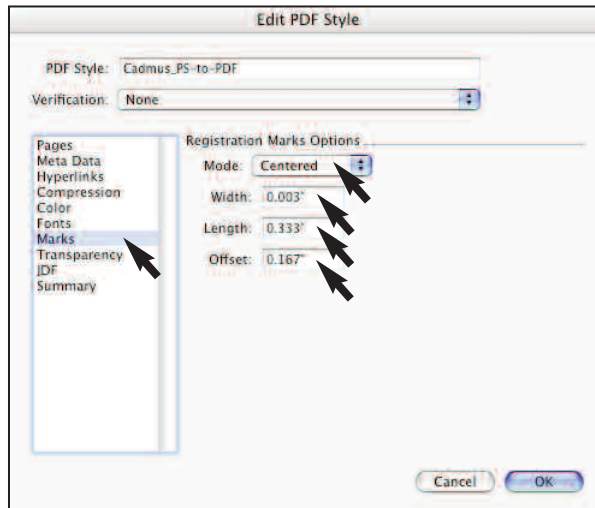 Edit PDF Style
PDF Style: Cadmus_PS-to-PDF
Verification: None
Pages
Meta Data
Hyperlinks
Compression
Color
Fonts
Marks
Transparency
JDF
Summary
Registration Marks Options
Mode: Centered
Width: 0.003"
Length: 0.333"
Offset: 0.167"
Cancel OK